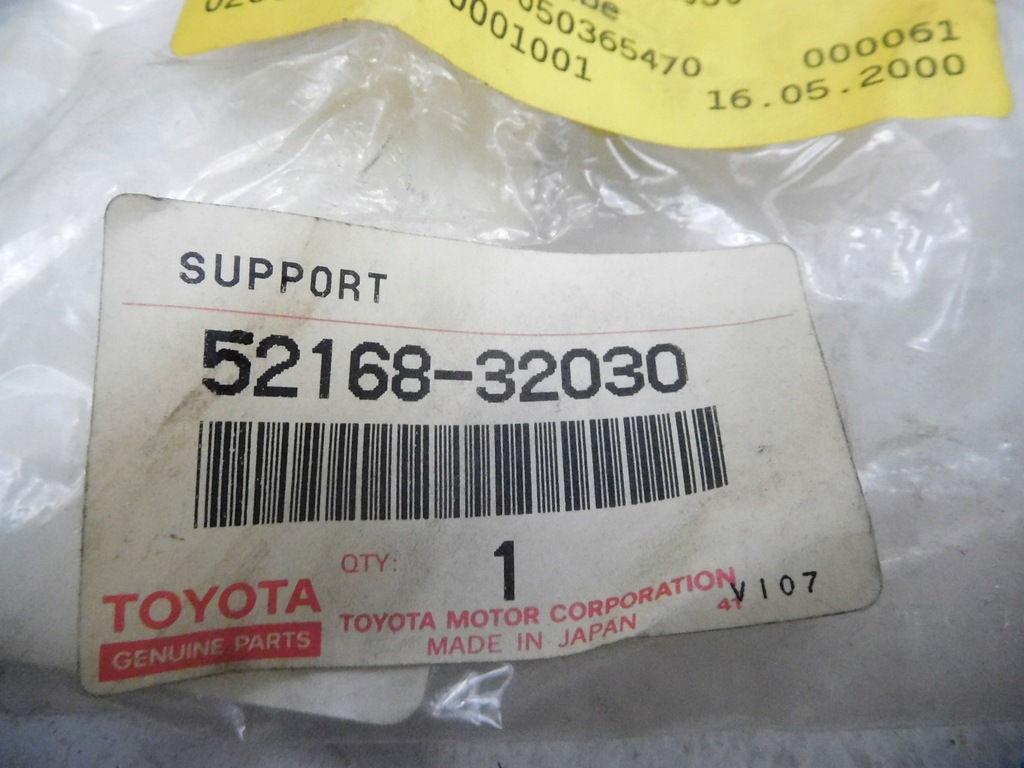 050365470
0001001
000061
16.05.2000
SUPPORT
52168-32030
QTY: 1
TOYOTA
GENUINE PARTS
TOYOTA MOTOR CORPORATION
MADE IN JAPAN
41
V107